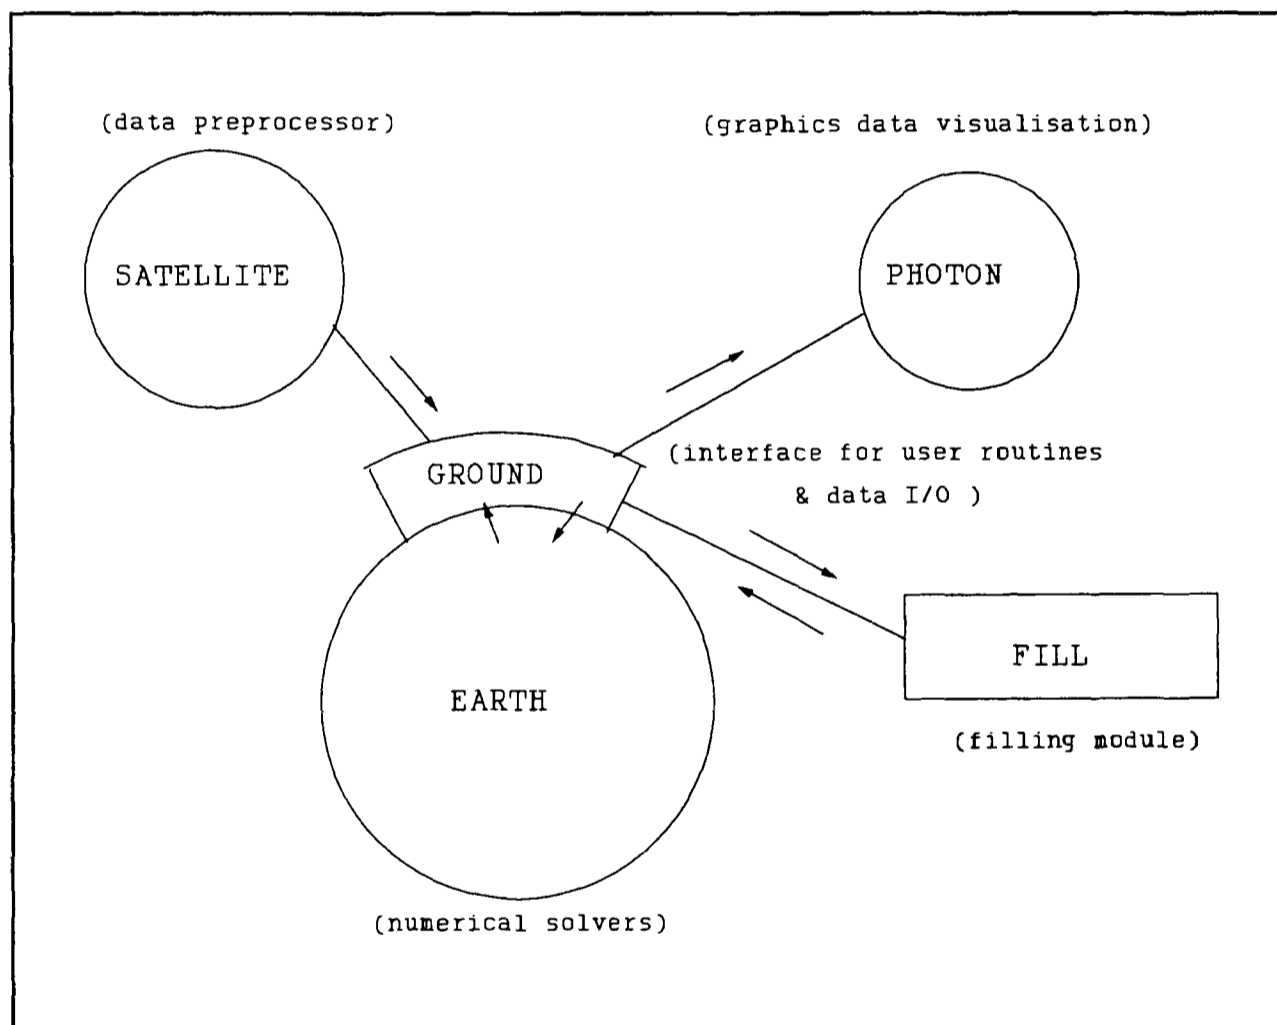 (data preprocessor)
(graphics data visualisation)
SATELLITE
PHOTON
GROUND
(interface for user routines
& data I/O )
EARTH
FILL
(filling module)
(numerical solvers)